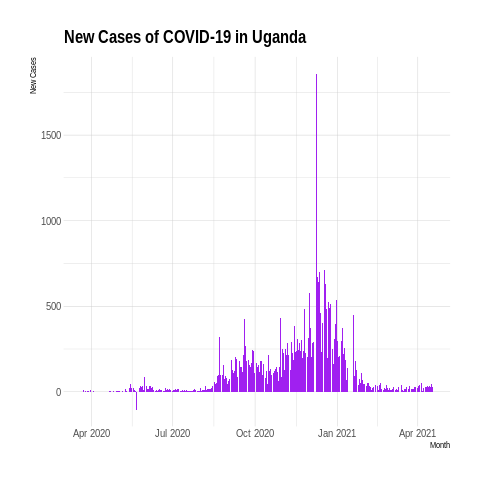 New Cases of COVID-19 in Uganda
New Cases
1500
1000
500
0
Apr 2020 Jul 2020 Oct 2020 Jan 2021 Apr 2021
Month